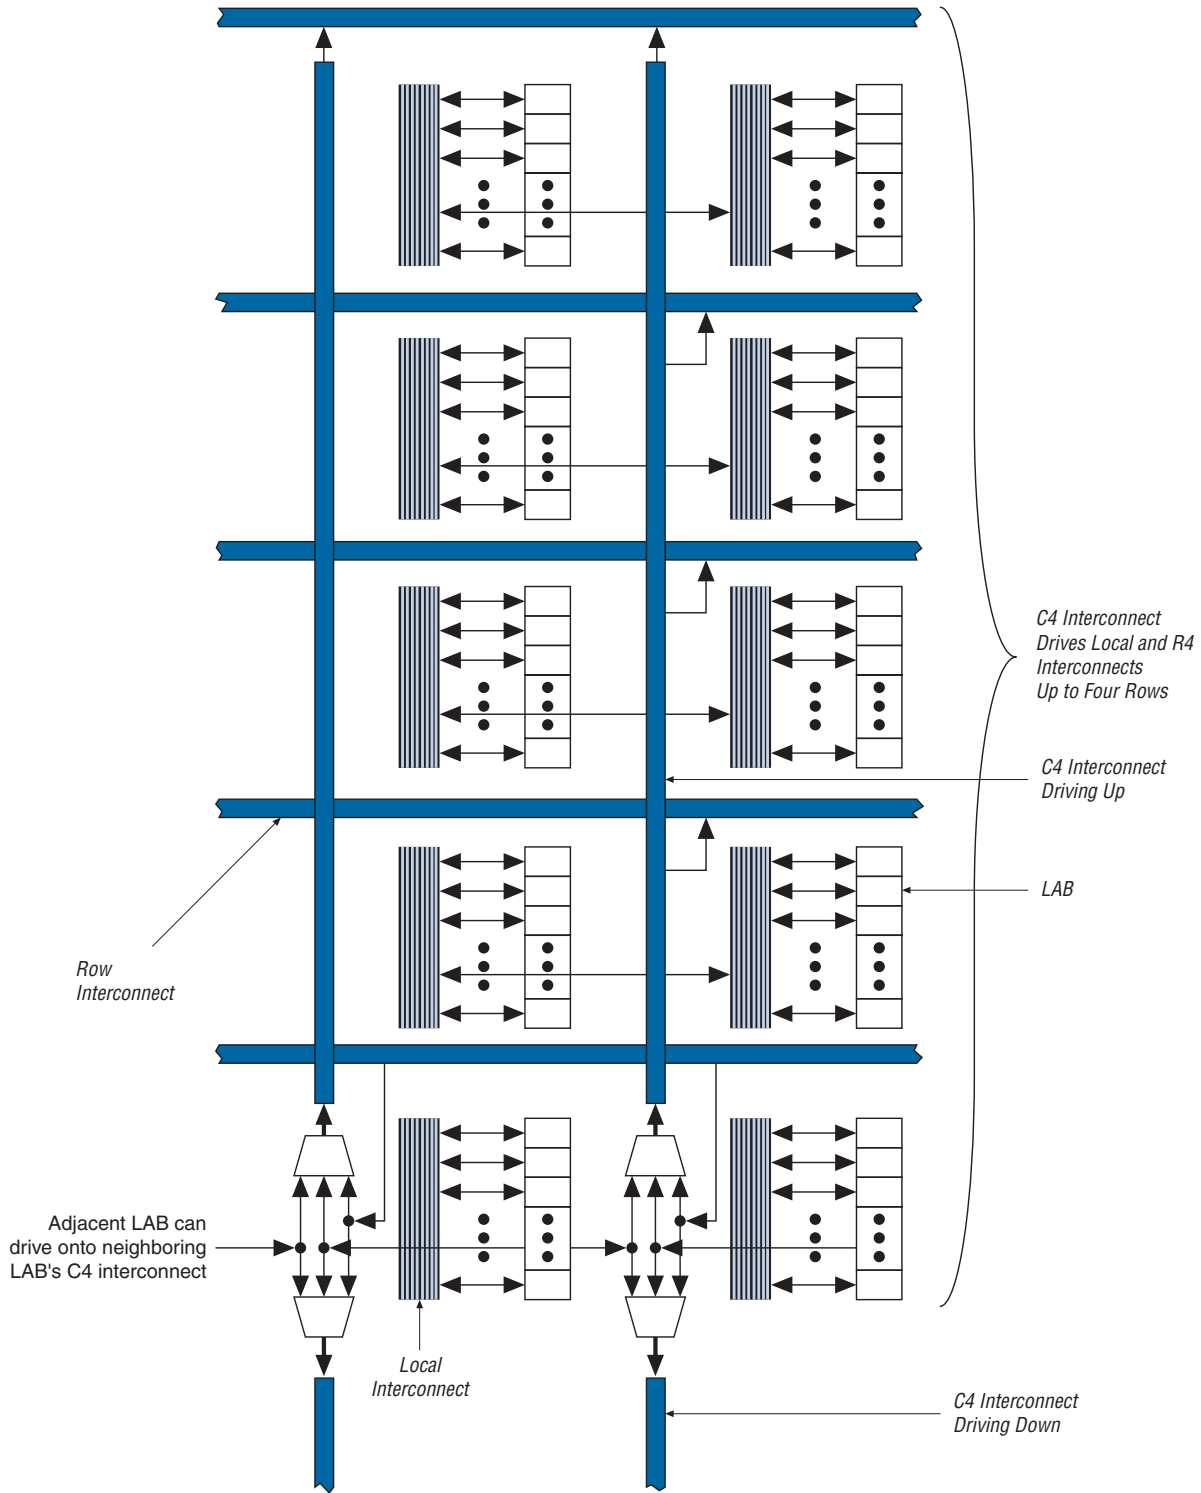 C4 Interconnect
Drives Local and R4
Interconnects
Up to Four Rows
C4 Interconnect
Driving Up
LAB
Row
Interconnect
Adjacent LAB can
drive onto neighboring
LAB's C4 interconnect
Local
Interconnect
C4 Interconnect
Driving Down